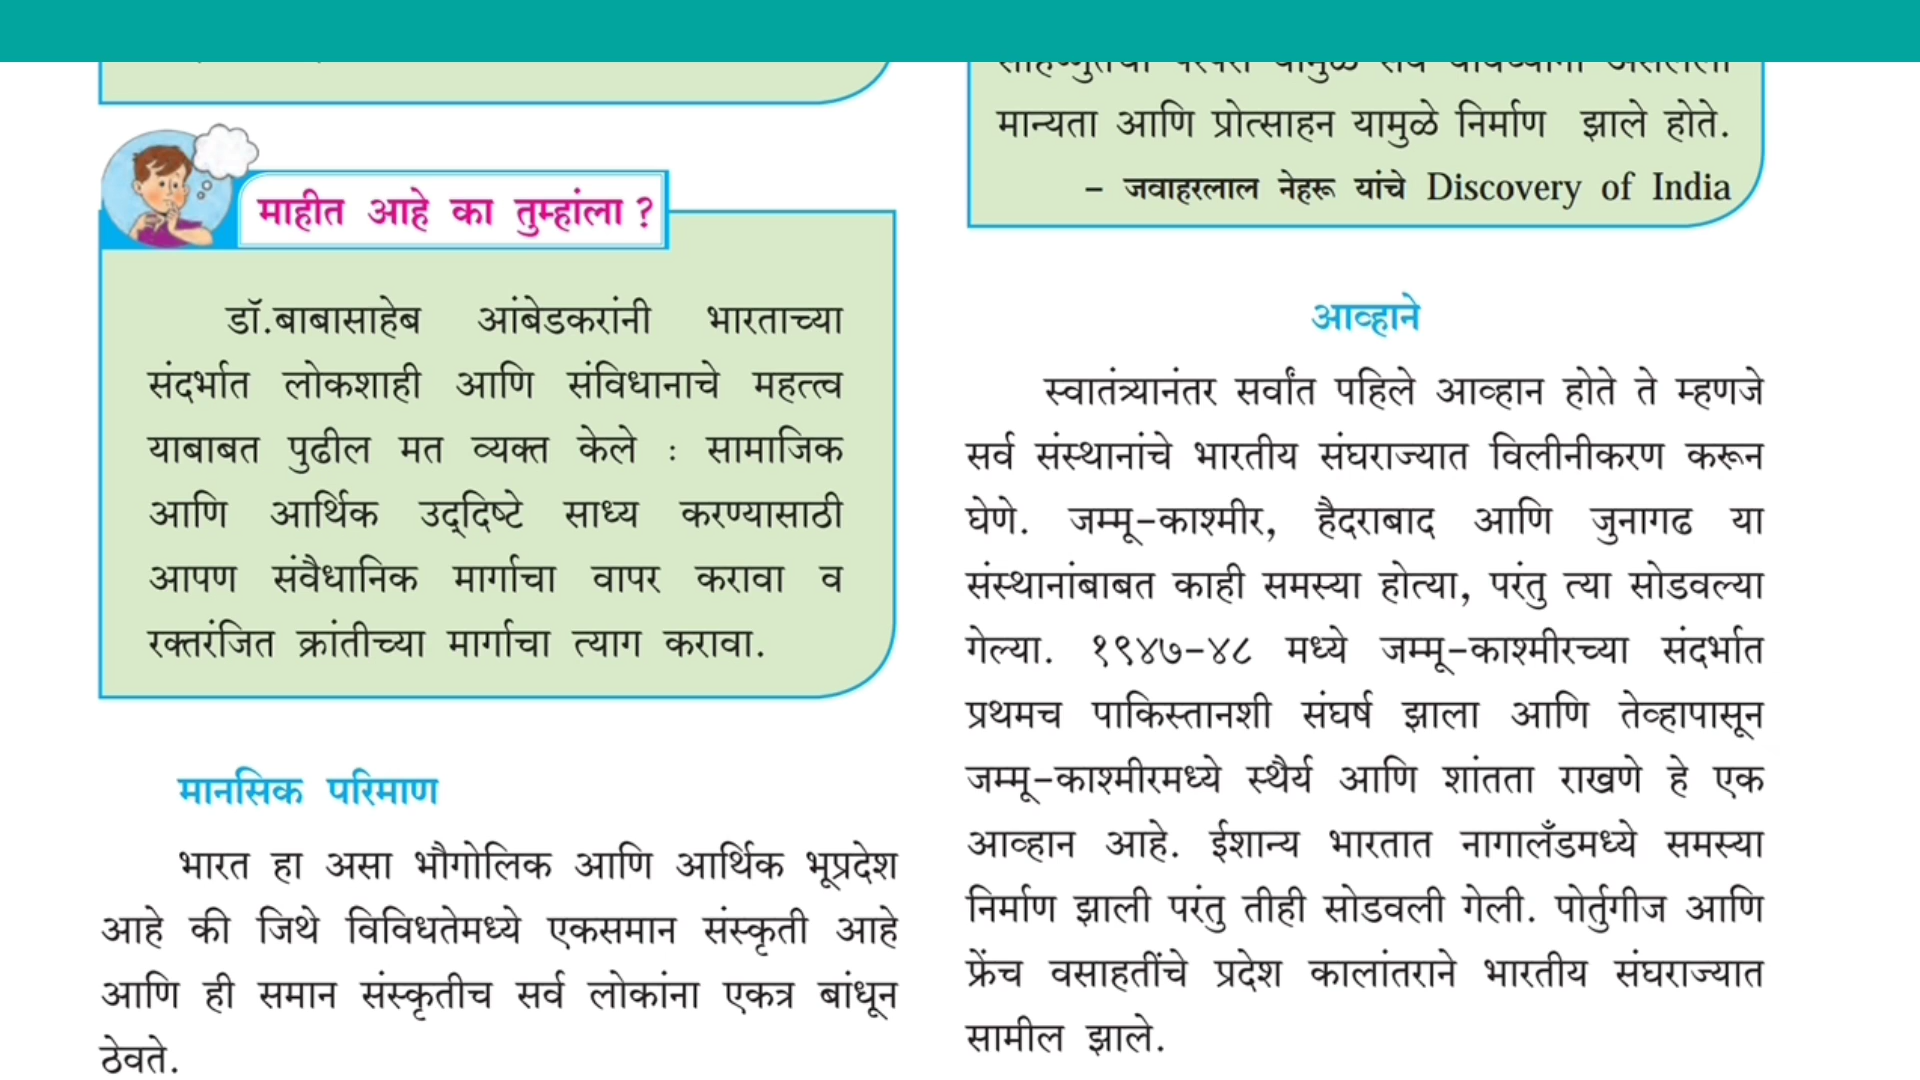 माहीत आहे का तुम्हांला ?
डॉ.बाबासाहेब आंबेडकरांनी भारताच्या
संदर्भात लोकशाही आणि संविधानाचे महत्त्व
याबाबत पुढील मत व्यक्त केले : सामाजिक
आणि आर्थिक उद्‌दिष्टे साध्य करण्यासाठी
आपण संवैधानिक मार्गाचा वापर करावा व
रक्तरंजित क्रांतीच्या मार्गाचा त्याग करावा.
मानसिक परिमाण
भारत हा असा भौगोलिक आणि आर्थिक भूप्रदेश
आहे की जिथे विविधतेमध्ये एकसमान संस्कृती आहे
आणि ही समान संस्कृतीच सर्व लोकांना एकत्र बांधून
ठेवते.
मान्यता आणि प्रोत्साहन यामुळे निर्माण झाले होते.
– जवाहरलाल नेहरू यांचे Discovery of India
आव्हाने
स्वातंत्र्यानंतर सर्वांत पहिले आव्हान होते ते म्हणजे
सर्व संस्थानांचे भारतीय संघराज्यात विलीनीकरण करून
घेणे. जम्मू-काश्मीर, हैदराबाद आणि जुनागढ या
संस्थानांबाबत काही समस्या होत्या, परंतु त्या सोडवल्या
गेल्या. १९४७-४८ मध्ये जम्मू-काश्मीरच्या संदर्भात
प्रथमच पाकिस्तानशी संघर्ष झाला आणि तेव्हापासून
जम्मू-काश्मीरमध्ये स्थैर्य आणि शांतता राखणे हे एक
आव्हान आहे. ईशान्य भारतात नागालँडमध्ये समस्या
निर्माण झाली परंतु तीही सोडवली गेली. पोर्तुगीज आणि
फ्रेंच वसाहतींचे प्रदेश कालांतराने भारतीय संघराज्यात
सामील झाले.